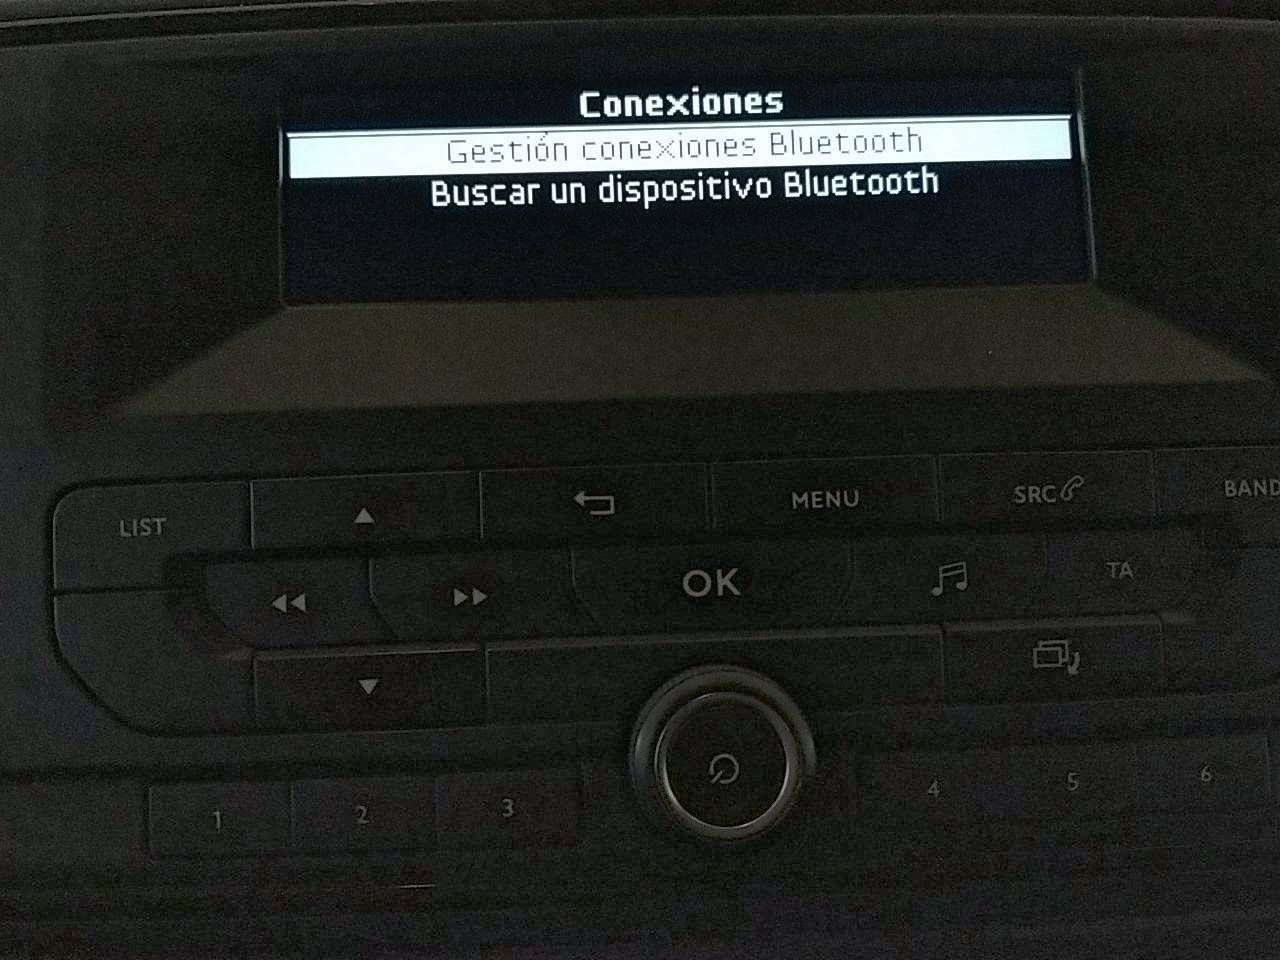 Conexiones
Gestión conexiones Bluetooth
Buscar un dispositivo Bluetooth
LIST
MENU
SRC
BAND
OK
TA
1 2 3 4 5 6